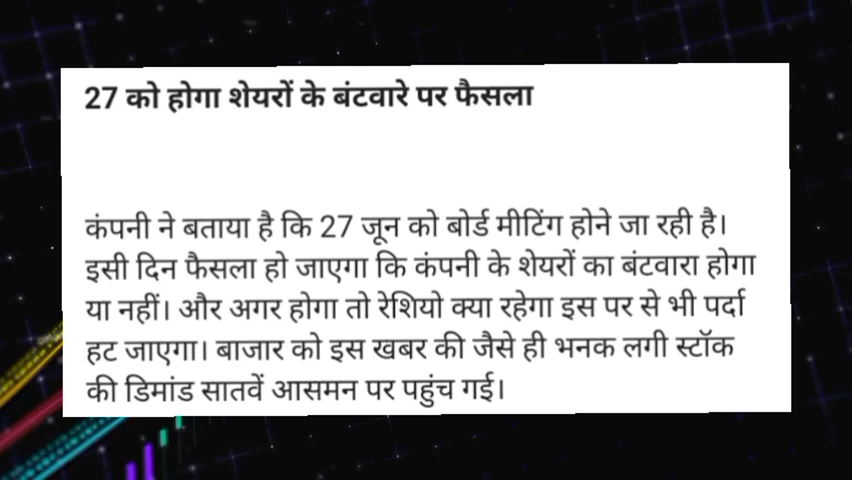 27 को होगा शेयरों के बंटवारे पर फैसला
कंपनी ने बताया है कि 27 जून को बोर्ड मीटिंग होने जा रही है।
इसी दिन फैसला हो जाएगा कि कंपनी के शेयरों का बंटवारा होगा
या नहीं। और अगर होगा तो रेशियो क्या रहेगा इस पर से भी पर्दा
हट जाएगा। बाजार को इस खबर की जैसे ही भनक लगी स्टॉक
की डिमांड सातवें आसमन पर पहुंच गई।